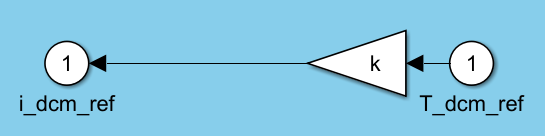 1 k 1
i_dcm_ref T_dcm_ref